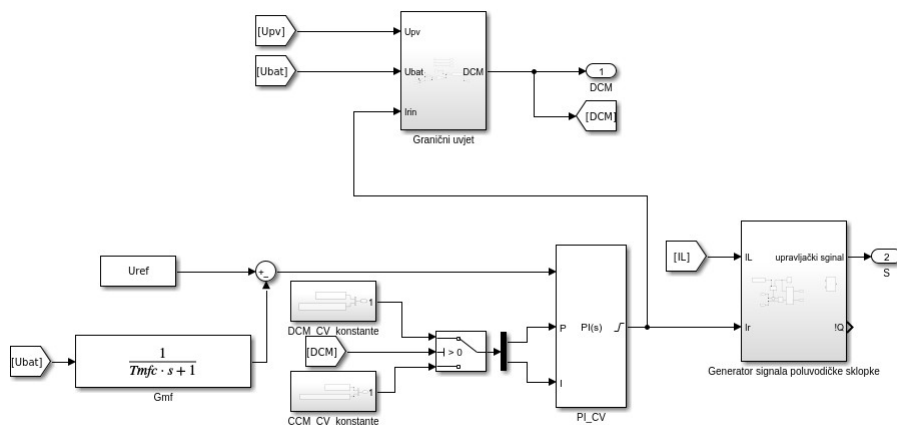 [Upv]
Upv
[Ubat]
Ubat
DCM
1
DCM
Irin
[DCM]
Granični uvjet
[IL]
IL
upravljački sginal
2
S
Uref
+
_
1
DCM_CV_konstante
P
PI(s)
Ir
!Q
[DCM]
> 0
[Ubat]
1
Tmfc · s + 1
Gmf
1
I
Generator signala poluvodičke sklopke
CCM_CV_konstante
PI_CV